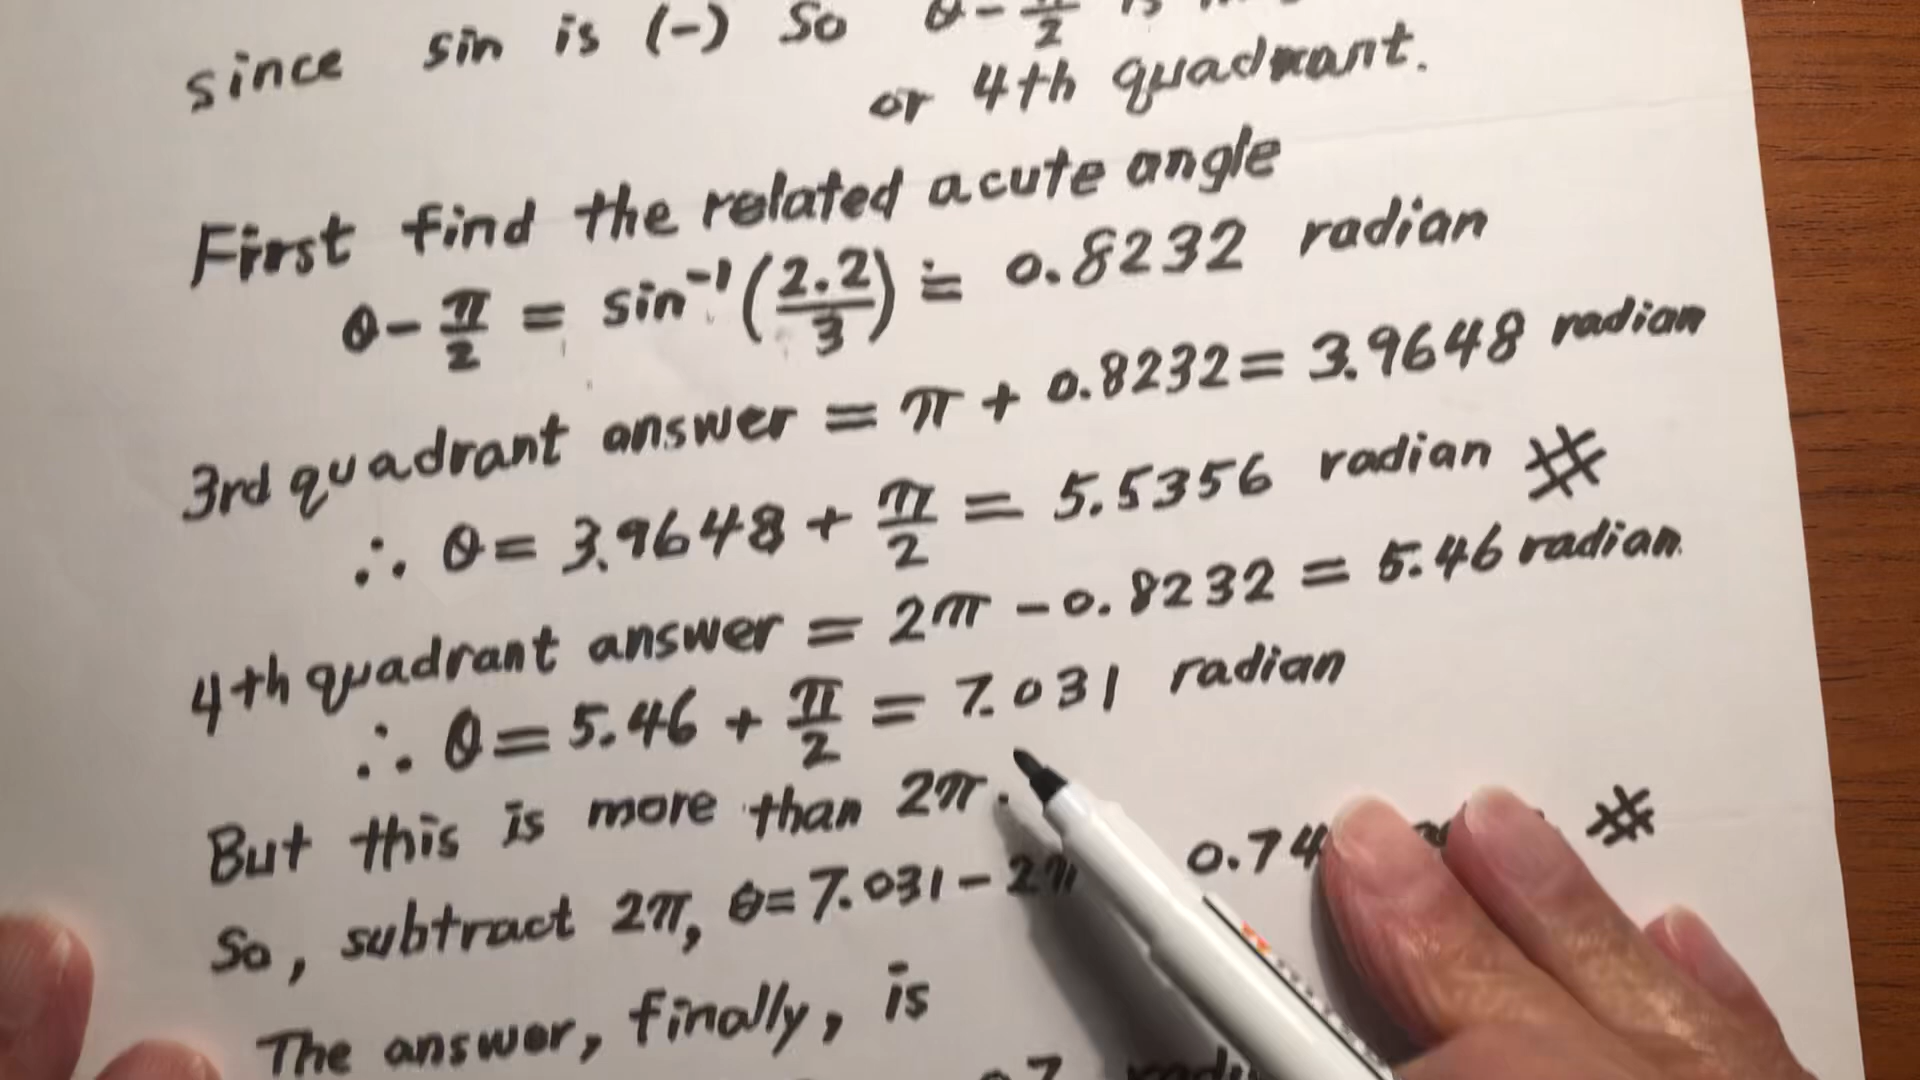 since sin is (-) So θ - π/2 is
or 4th quadrant.
First find the related acute angle
θ - π/2 = sin⁻¹(2.2/3) ≐ 0.8232 radian
3rd quadrant answer = π + 0.8232 = 3.9648 radian
∴ θ = 3.9648 + π/2 = 5.5356 radian #
4th quadrant answer = 2π - 0.8232 = 5.46 radian
∴ θ = 5.46 + π/2 = 7.031 radian
But this is more than 2π.
So, subtract 2π, θ = 7.031 - 2π 0.74 #
The answer, finally, is